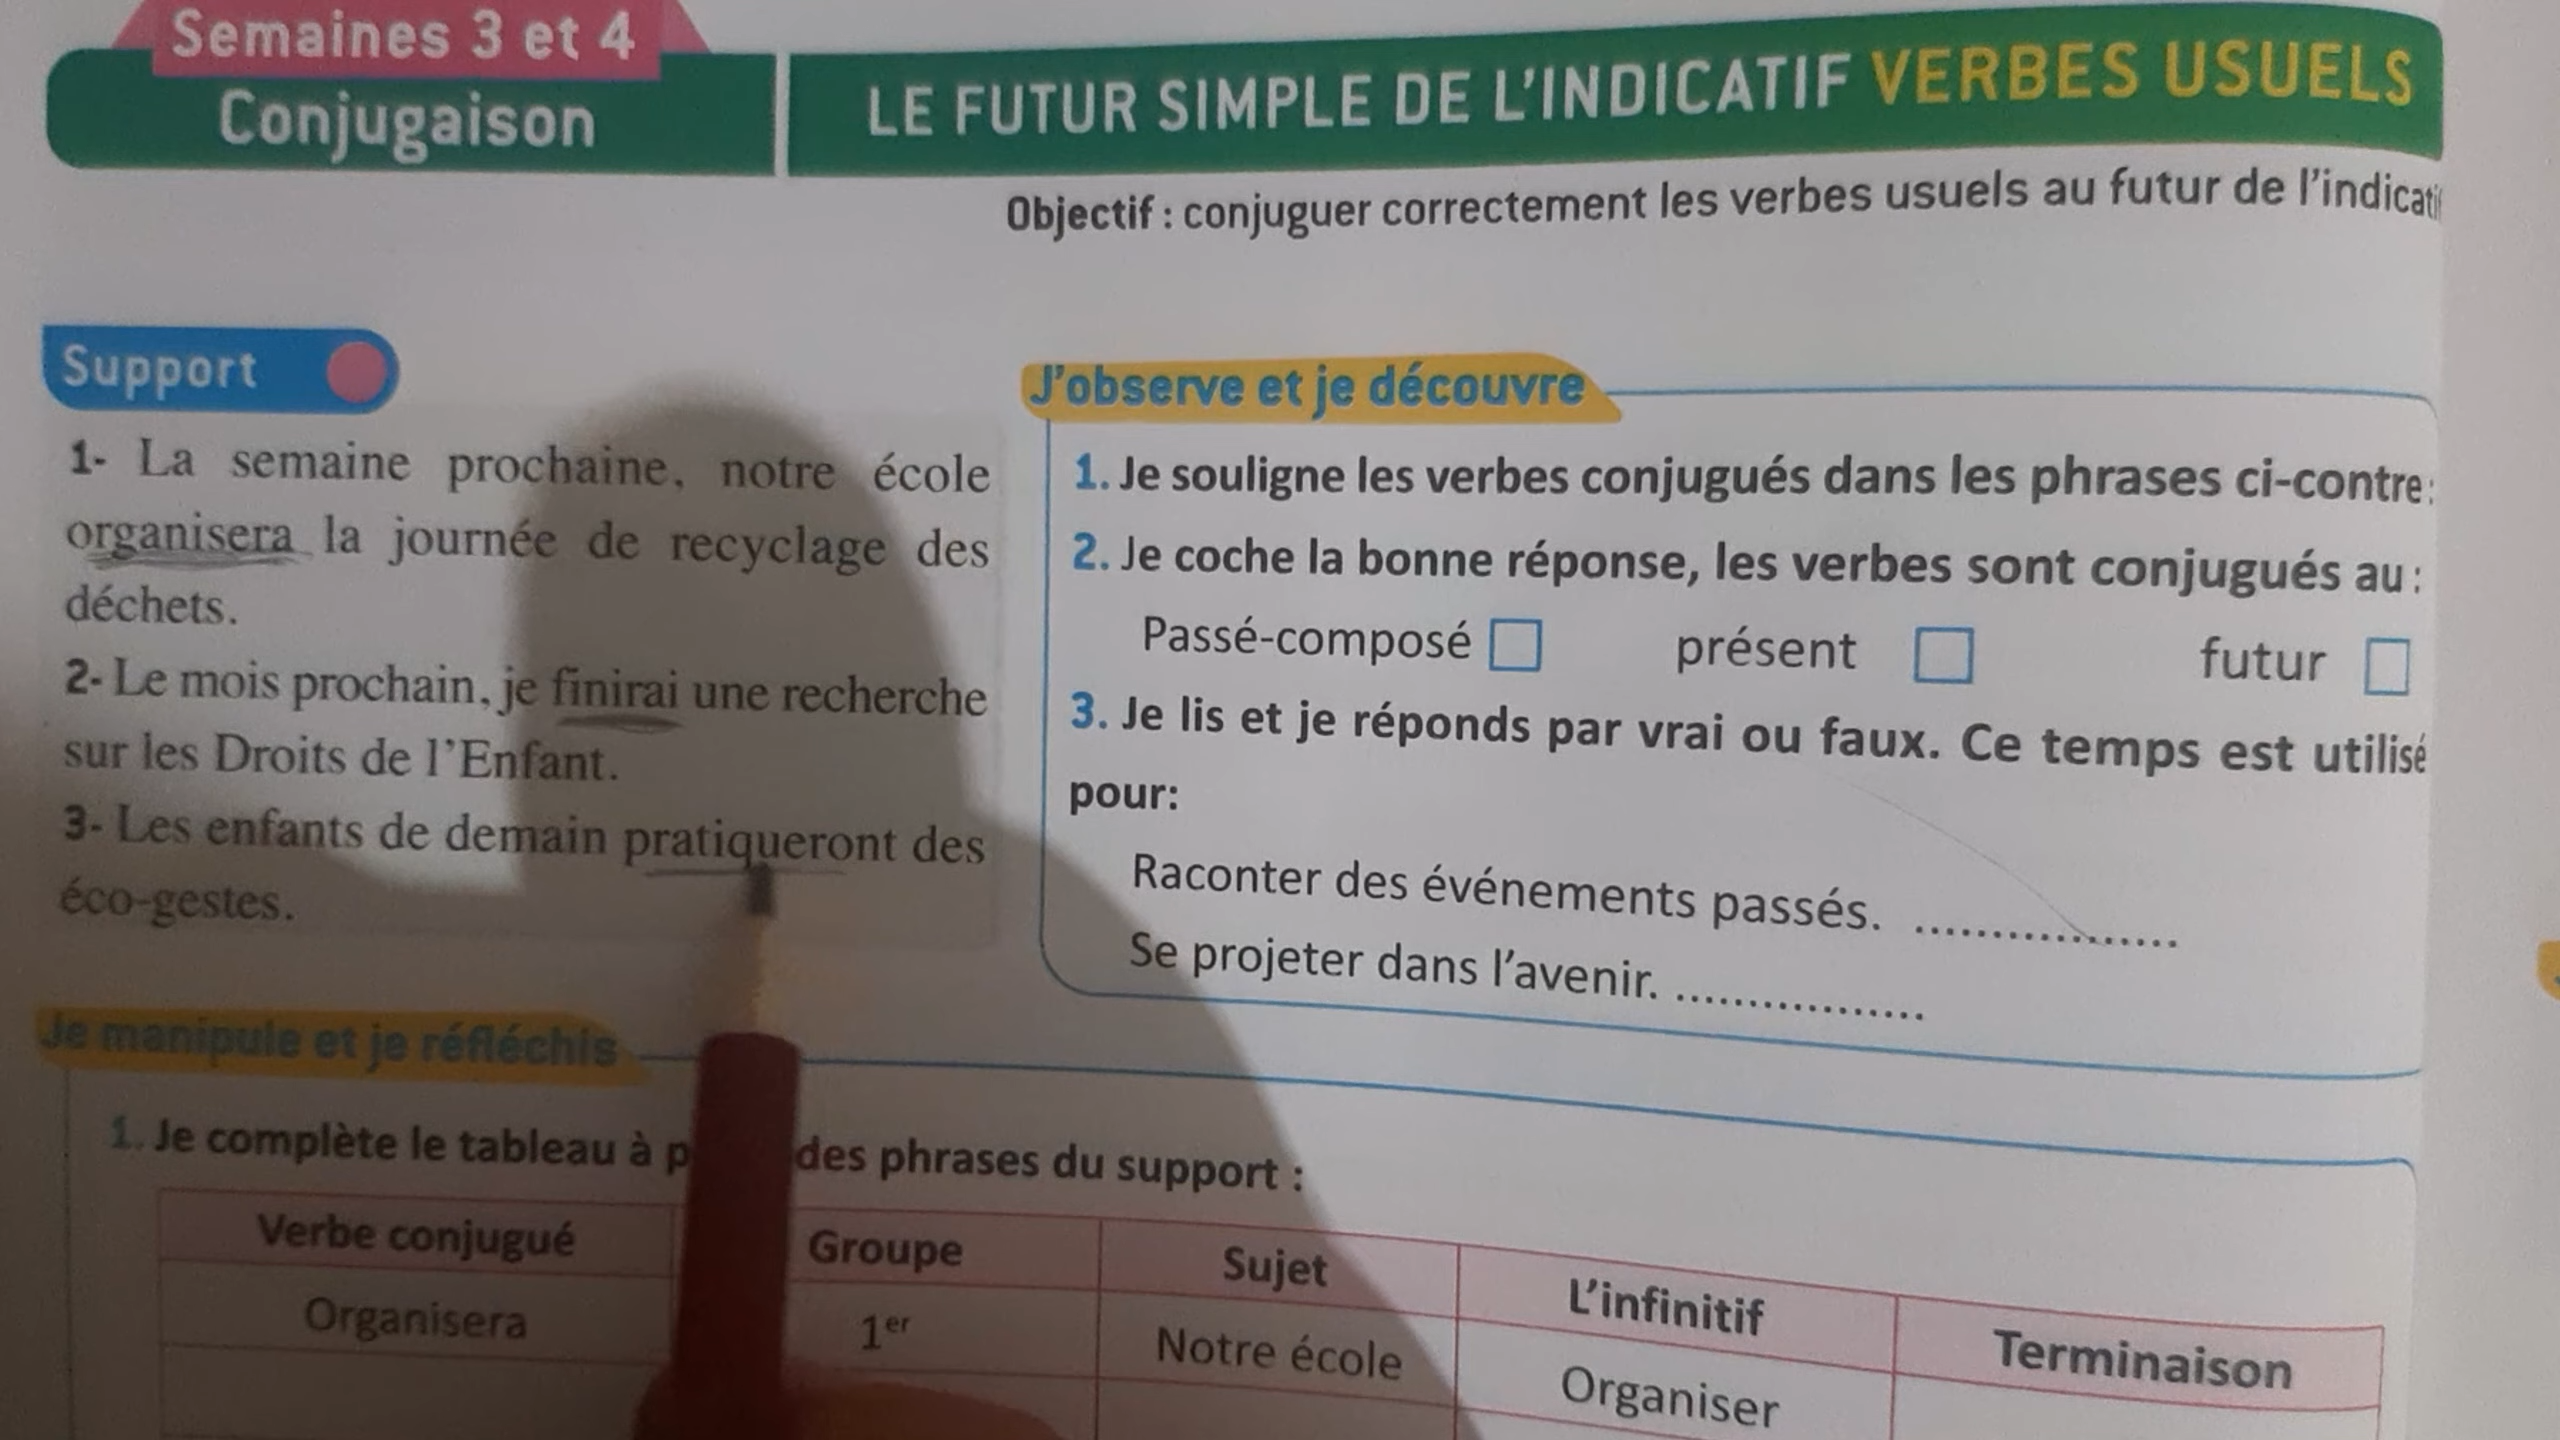 Semaines 3 et 4
Conjugaison
LE FUTUR SIMPLE DE L'INDICATIF VERBES USUELS
Objectif : conjuguer correctement les verbes usuels au futur de l'indicati
Support
1- La semaine prochaine, notre école
organisera la journée de recyclage des
déchets.
2- Le mois prochain, je finirai une recherche
sur les Droits de l'Enfant.
3- Les enfants de demain pratiqueront des
éco-gestes.
J'observe et je découvre
1. Je souligne les verbes conjugués dans les phrases ci-contre:
2. Je coche la bonne réponse, les verbes sont conjugués au :
Passé-composé présent futur
3. Je lis et je réponds par vrai ou faux. Ce temps est utilisé
pour:
Raconter des événements passés. ..................
Se projeter dans l'avenir. .................
Je manipule et je réfléchis
1. Je complète le tableau à des phrases du support :
Verbe conjugué Groupe Sujet L'infinitif Terminaison
Organisera 1er Notre école Organiser